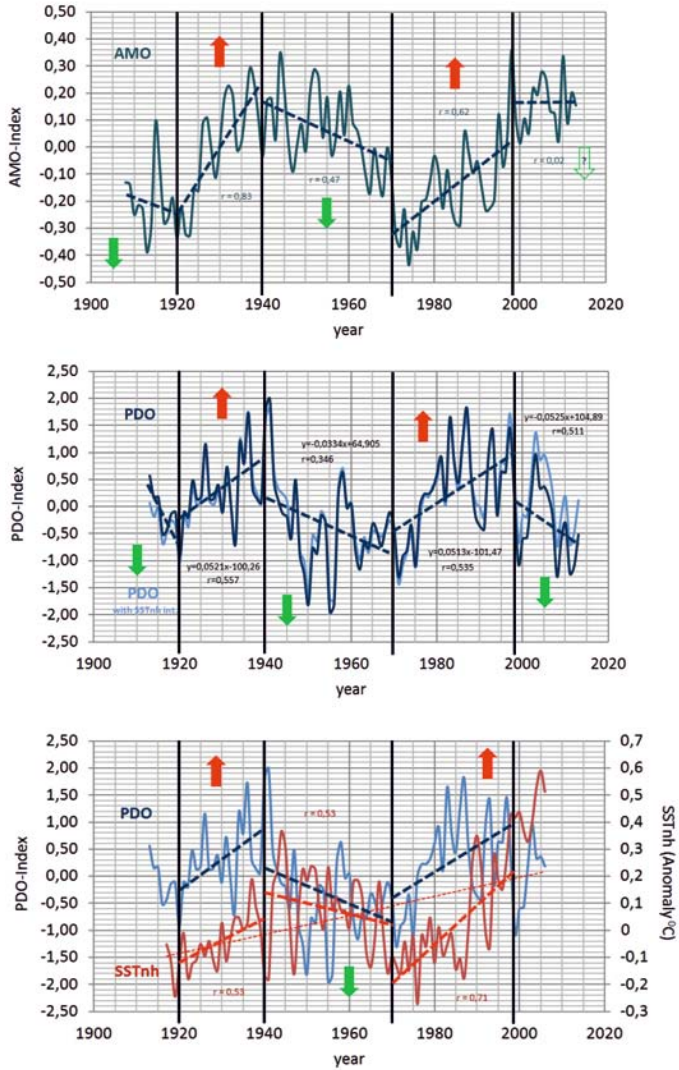 0,50
0,40
0,30
0,20
0,10
0,00
-0,10
-0,20
-0,30
-0,40
-0,50
AMO-Index
AMO
r = 0,62
r = 0,83
r = 0,47
r = 0,02
?
1900 1920 1940 1960 1980 2000 2020
year
2,50
2,00
1,50
1,00
0,50
0,00
-0,50
-1,00
-1,50
-2,00
-2,50
PDO-Index
PDO
y=-0,0334x+64,905
r=0,346
y=-0,0525x+104,89
r=0,511
y=0,0521x-100,26
r=0,557
y=0,0513x-101,47
r=0,535
PDO
with SSTnh int.
1900 1920 1940 1960 1980 2000 2020
year
2,50
2,00
1,50
1,00
0,50
0,00
-0,50
-1,00
-1,50
-2,00
-2,50
PDO-Index
PDO
r = 0,53
SSTnh
r = 0,53
r = 0,71
0,7
0,6
0,5
0,4
0,3
0,2
0,1
0
-0,1
-0,2
-0,3
SSTnh (Anomaly⁰C)
1900 1920 1940 1960 1980 2000 2020
year